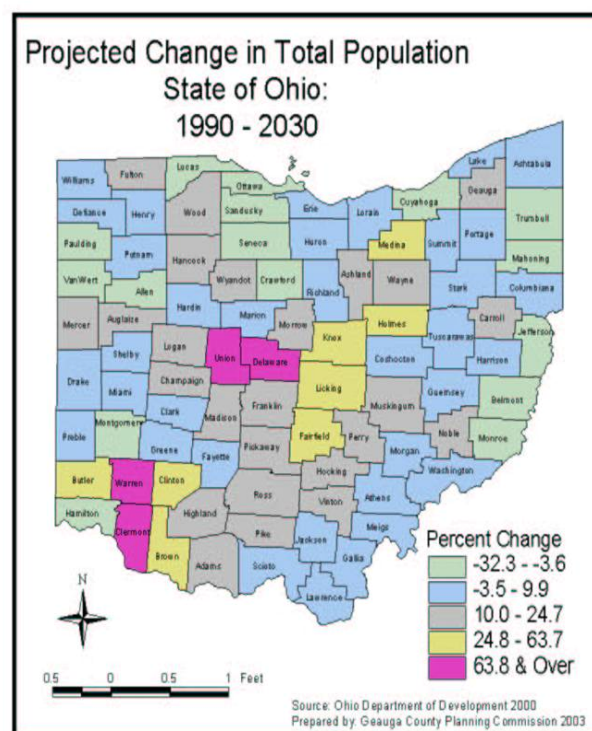 Projected Change in Total Population
State of Ohio:
1990 - 2030
Lake
Ashtabula
Williams
Fulton
Lucas
Ottawa
Geauga
Cuyahoga
Defiance
Henry
Wood
Sandusky
Erie
Lorain
Trumbull
Paulding
Putnam
Hancock
Seneca
Huron
Medina
Summit
Portage
Mahoning
VanWert
Allen
Wyandot
Crawford
Richland
Ashland
Wayne
Stark
Columbiana
Mercer
Auglaize
Hardin
Marion
Morrow
Holmes
Carroll
Jefferson
Shelby
Logan
Union
Delaware
Knox
Coshocton
Tuscarawas
Harrison
Drake
Miami
Champaign
Licking
Guernsey
Belmont
Clark
Madison
Franklin
Muskingum
Noble
Monroe
Preble
Montgomery
Greene
Fayette
Pickaway
Fairfield
Perry
Morgan
Washington
Butler
Warren
Clinton
Ross
Hocking
Athens
Hamilton
Clermont
Highland
Vinton
Meigs
Brown
Adams
Pike
Scioto
Jackson
Gallia
Lawrence
Percent Change
-32.3 - -3.6
-3.5 - 9.9
10.0 - 24.7
24.8 - 63.7
63.8 & Over
N
0.5 0 0.5 1 Feet
Source: Ohio Department of Development 2000
Prepared by: Geauga County Planning Commission 2003